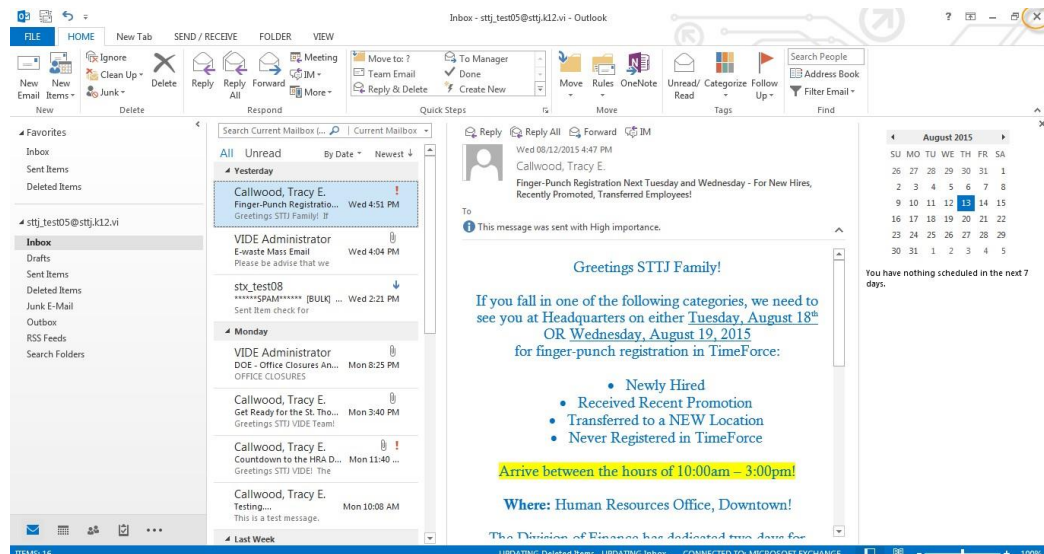 Inbox - sttj_test05@sttj.k12.vi - Outlook
FILE HOME New Tab SEND / RECEIVE FOLDER VIEW
New Email
New Items
Ignore
Clean Up
Junk
Delete
Reply
Reply All
Forward
Meeting
IM
More
Move to: ?
Team Email
Reply & Delete
To Manager
Done
Create New
Move
Rules
OneNote
Unread/ Read
Categorize
Follow Up
Search People
Address Book
Filter Email
New Delete Respond Quick Steps Move Tags Find
Favorites
Inbox
Sent Items
Deleted Items
sttj_test05@sttj.k12.vi
Inbox
Drafts
Sent Items
Deleted Items
Junk E-Mail
Outbox
RSS Feeds
Search Folders
Search Current Mailbox (... Current Mailbox
All Unread By Date Newest
Yesterday
Callwood, Tracy E.
Finger-Punch Registratio... Wed 4:51 PM
Greetings STTJ Family! If
VIDE Administrator
E-waste Mass Email Wed 4:04 PM
Please be advise that we
stx_test08
******SPAM****** [BULK] ... Wed 2:21 PM
Sent Item check for
Monday
VIDE Administrator
DOE - Office Closures An... Mon 8:25 PM
OFFICE CLOSURES
Callwood, Tracy E.
Get Ready for the St. Tho... Mon 3:40 PM
Greetings STTJ VIDE Team!
Callwood, Tracy E.
Countdown to the HRA D... Mon 11:40 ...
Greetings STTJ VIDE! The
Callwood, Tracy E.
Testing.... Mon 10:08 AM
This is a test message.
Last Week
Reply Reply All Forward IM
Wed 08/12/2015 4:47 PM
Callwood, Tracy E.
Finger-Punch Registration Next Tuesday and Wednesday - For New Hires,
Recently Promoted, Transferred Employees!
To
This message was sent with High importance.
Greetings STTJ Family!
If you fall in one of the following categories, we need to
see you at Headquarters on either Tuesday, August 18th
OR Wednesday, August 19, 2015
for finger-punch registration in TimeForce:
• Newly Hired
• Received Recent Promotion
• Transferred to a NEW Location
• Never Registered in TimeForce
Arrive between the hours of 10:00am – 3:00pm!
Where: Human Resources Office, Downtown!
The Division of Finance has dedicated two days for
August 2015
SU MO TU WE TH FR SA
26 27 28 29 30 31 1
2 3 4 5 6 7 8
9 10 11 12 13 14 15
16 17 18 19 20 21 22
23 24 25 26 27 28 29
30 31 1 2 3 4 5
You have nothing scheduled in the next 7
days.
ITEMS: 16 UPDATING Deleted Items UPDATING Inbox CONNECTED TO: MICROSOFT EXCHANGE 100%